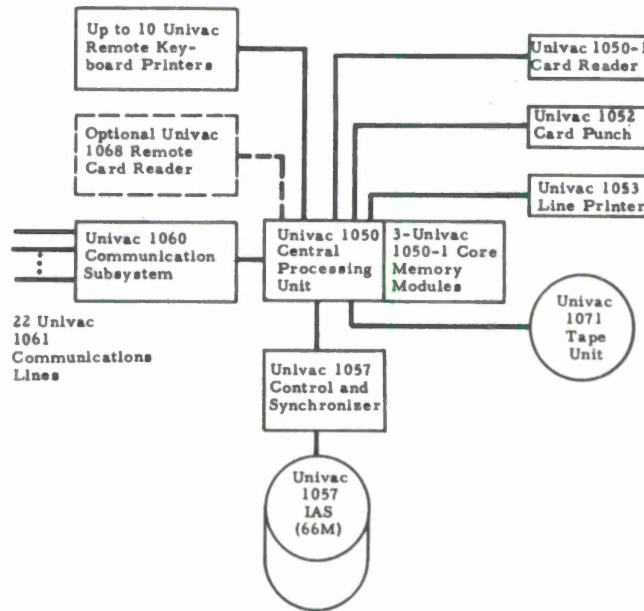 Up to 10 Univac
Remote Key-
board Printers
Univac 1050-1
Card Reader
Optional Univac
1068 Remote
Card Reader
Univac 1052
Card Punch
Univac 1053
Line Printer
Univac 1060
Communication
Subsystem
Univac 1050
Central
Processing
Unit
3-Univac
1050-1 Core
Memory
Modules
22 Univac
1061
Communications
Lines
Univac
1071
Tape
Unit
Univac 1057
Control and
Synchronizer
Univac
1057
IAS
(66M)